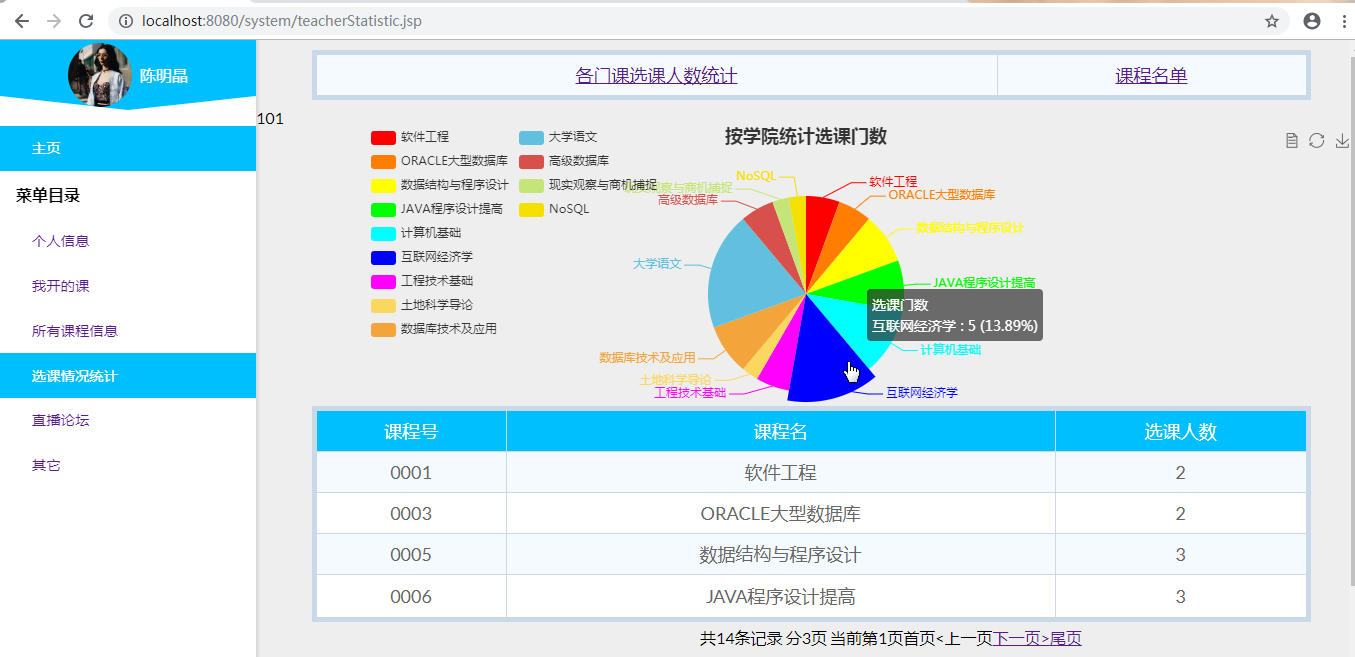 localhost:8080/system/teacherStatistic.jsp
陈明晶
主页
菜单目录
个人信息
我开的课
所有课程信息
选课情况统计
直播论坛
其它
各门课选课人数统计 课程名单
101
按学院统计选课门数
软件工程 大学语文
ORACLE大型数据库 高级数据库
数据结构与程序设计 现实观察与商机捕捉
JAVA程序设计提高 NoSQL
计算机基础
互联网经济学
工程技术基础
土地科学导论
数据库技术及应用
NoSQL
观察与商机捕捉
高级数据库
大学语文
数据库技术及应用
土地科学导论
工程技术基础
软件工程
ORACLE大型数据库
数据结构与程序设计
JAVA程序设计提高
选课门数
互联网经济学 : 5 (13.89%)
计算机基础
互联网经济学
课程号 课程名 选课人数
0001 软件工程 2
0003 ORACLE大型数据库 2
0005 数据结构与程序设计 3
0006 JAVA程序设计提高 3
共14条记录 分3页 当前第1页首页<上一页下一页>尾页